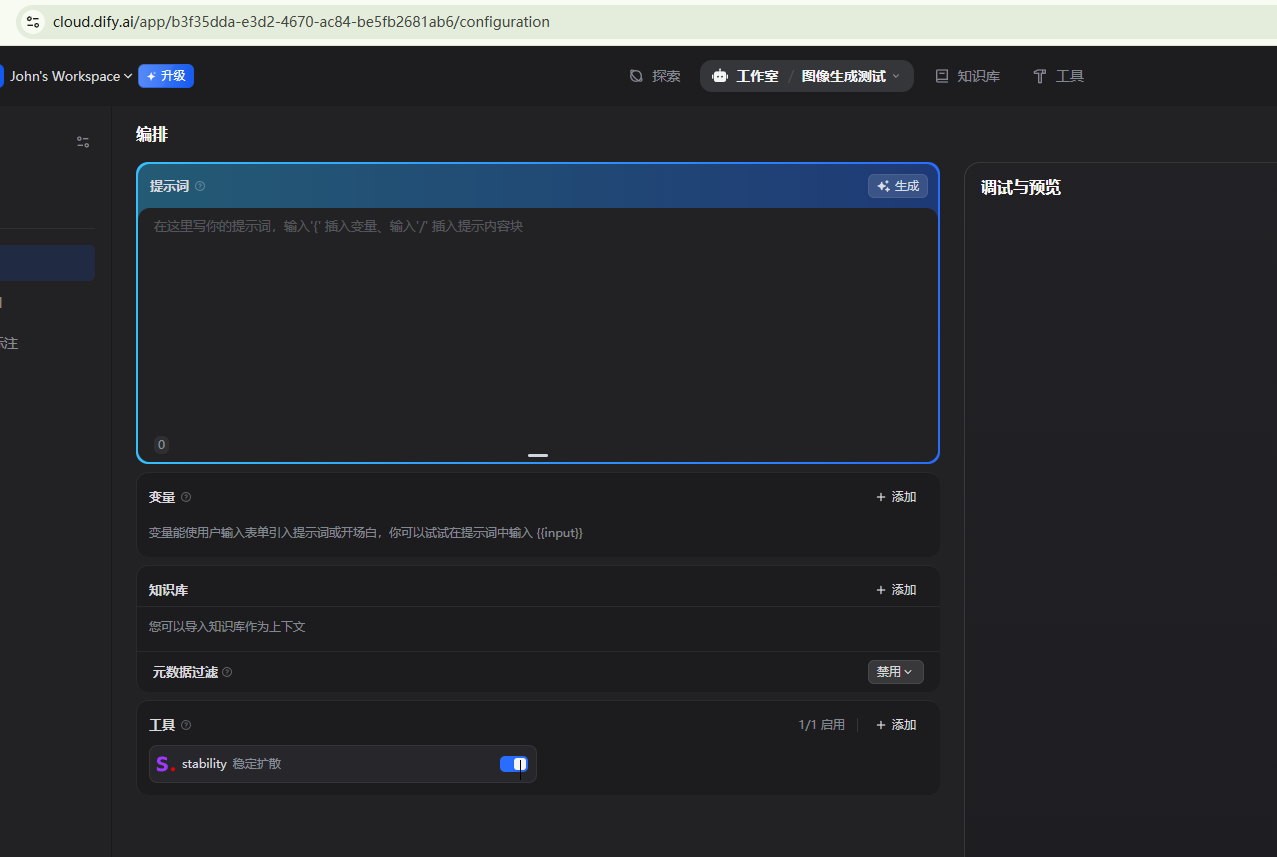 cloud.dify.ai/app/b3f35dda-e3d2-4670-ac84-be5fb2681ab6/configuration
John's Workspace 升级 探索 工作室 / 图像生成测试 知识库 工具
编排
提示词 生成
调试与预览
在这里写你的提示词，输入'{' 插入变量、输入'/' 插入提示内容块
标注
0
变量 + 添加
变量能使用户输入表单引入提示词或开场白，你可以试试在提示词中输入 {{input}}
知识库 + 添加
您可以导入知识库作为上下文
元数据过滤 禁用
工具 1/1 启用 + 添加
S. stability 稳定扩散